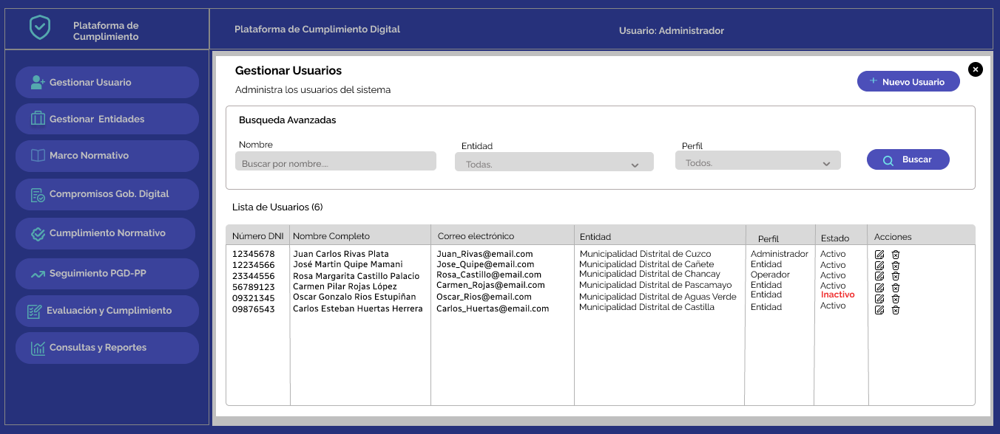 Plataforma de
Cumplimiento
Plataforma de Cumplimiento Digital
Usuario: Administrador
Gestionar Usuario
Gestionar Entidades
Marco Normativo
Compromisos Gob. Digital
Cumplimiento Normativo
Seguimiento PGD-PP
Evaluación y Cumplimiento
Consultas y Reportes
Gestionar Usuarios
Administra los usuarios del sistema
+ Nuevo Usuario
Busqueda Avanzadas
Nombre Entidad Perfil
Buscar por nombre.... Todas. Todos. Buscar
Lista de Usuarios (6)
Número DNI Nombre Completo Correo electrónico Entidad Perfil Estado Acciones
12345678 Juan Carlos Rivas Plata Juan_Rivas@email.com Municipalidad Distrital de Cuzco Administrador Activo
12234566 José Martin Quipe Mamani Jose_Quipe@email.com Municipalidad Distrital de Cañete Entidad Activo
23344556 Rosa Margarita Castillo Palacio Rosa_Castillo@email.com Municipalidad Distrital de Chancay Operador Activo
56789123 Carmen Pilar Rojas López Carmen_Rojas@email.com Municipalidad Distrital de Pascamayo Entidad Activo
09321345 Oscar Gonzalo Rios Estupiñan Oscar_Rios@email.com Municipalidad Distrital de Aguas Verde Entidad Inactivo
09876543 Carlos Esteban Huertas Herrera Carlos_Huertas@email.com Municipalidad Distrital de Castilla Entidad Activo